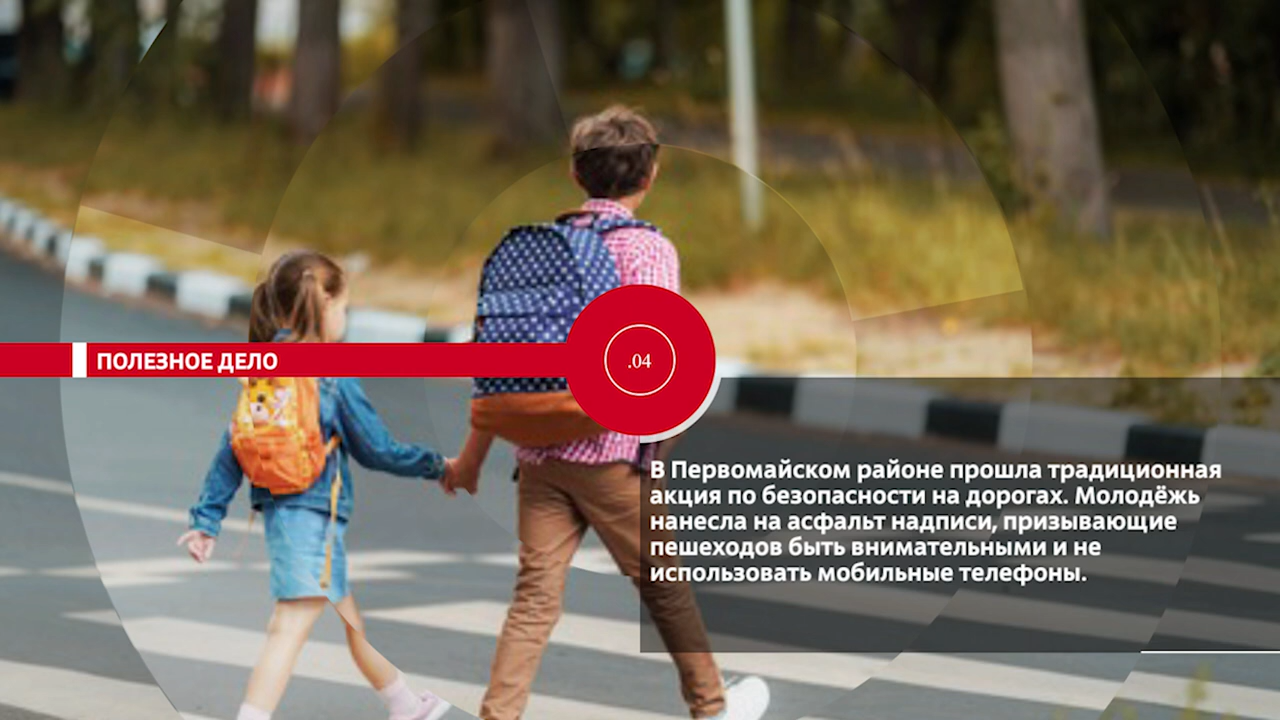 ПОЛЕЗНОЕ ДЕЛО
.04
В Первомайском районе прошла традиционная
акция по безопасности на дорогах. Молодёжь
нанесла на асфальт надписи, призывающие
пешеходов быть внимательными и не
использовать мобильные телефоны.